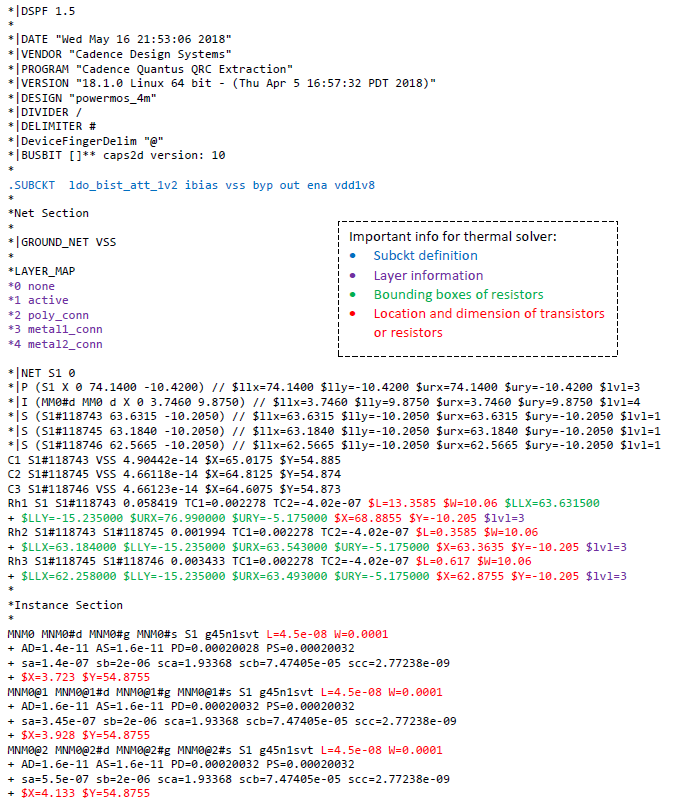 *|DSPF 1.5
*
*|DATE "Wed May 16 21:53:06 2018"
*|VENDOR "Cadence Design Systems"
*|PROGRAM "Cadence Quantus QRC Extraction"
*|VERSION "18.1.0 Linux 64 bit - (Thu Apr 5 16:57:32 PDT 2018)"
*|DESIGN "powermos_4m"
*|DIVIDER /
*|DELIMITER #
*|DeviceFingerDelim "@"
*|BUSBIT []** caps2d version: 10
*
.SUBCKT  ldo_bist_att_1v2 ibias vss byp out ena vdd1v8
*
*Net Section
*
*|GROUND_NET VSS
*
*LAYER_MAP
*0 none
*1 active
*2 poly_conn
*3 metal1_conn
*4 metal2_conn
Important info for thermal solver:
• Subckt definition
• Layer information
• Bounding boxes of resistors
• Location and dimension of transistors
or resistors
*|NET S1 0
*|P (S1 X 0 74.1400 -10.4200) // $llx=74.1400 $lly=-10.4200 $urx=74.1400 $ury=-10.4200 $lvl=3
*|I (MM0#d MM0 d X 0 3.7460 9.8750) // $llx=3.7460 $lly=9.8750 $urx=3.7460 $ury=9.8750 $lvl=4
*|S (S1#118743 63.6315 -10.2050) // $llx=63.6315 $lly=-10.2050 $urx=63.6315 $ury=-10.2050 $lvl=1
*|S (S1#118745 63.1840 -10.2050) // $llx=63.1840 $lly=-10.2050 $urx=63.1840 $ury=-10.2050 $lvl=1
*|S (S1#118746 62.5665 -10.2050) // $llx=62.5665 $lly=-10.2050 $urx=62.5665 $ury=-10.2050 $lvl=1
C1 S1#118743 VSS 4.90442e-14 $X=65.0175 $Y=54.885
C2 S1#118745 VSS 4.66118e-14 $X=64.8125 $Y=54.874
C3 S1#118746 VSS 4.66123e-14 $X=64.6075 $Y=54.873
Rh1 S1 S1#118743 0.058419 TC1=0.002278 TC2=-4.02e-07 $L=13.3585 $W=10.06 $LLX=63.631500
+ $LLY=-15.235000 $URX=76.990000 $URY=-5.175000 $X=68.8855 $Y=-10.205 $lvl=3
Rh2 S1#118743 S1#118745 0.001994 TC1=0.002278 TC2=-4.02e-07 $L=0.3585 $W=10.06
+ $LLX=63.184000 $LLY=-15.235000 $URX=63.543000 $URY=-5.175000 $X=63.3635 $Y=-10.205 $lvl=3
Rh3 S1#118745 S1#118746 0.003433 TC1=0.002278 TC2=-4.02e-07 $L=0.617 $W=10.06
+ $LLX=62.258000 $LLY=-15.235000 $URX=63.493000 $URY=-5.175000 $X=62.8755 $Y=-10.205 $lvl=3
*
*Instance Section
*
MNM0 MNM0#d MNM0#g MNM0#s S1 g45n1svt L=4.5e-08 W=0.0001
+ AD=1.4e-11 AS=1.6e-11 PD=0.00020028 PS=0.00020032
+ sa=1.4e-07 sb=2e-06 sca=1.93368 scb=7.47405e-05 scc=2.77238e-09
+ $X=3.723 $Y=54.8755
MNM0@1 MNM0@1#d MNM0@1#g MNM0@1#s S1 g45n1svt L=4.5e-08 W=0.0001
+ AD=1.6e-11 AS=1.6e-11 PD=0.00020032 PS=0.00020032
+ sa=3.45e-07 sb=2e-06 sca=1.93368 scb=7.47405e-05 scc=2.77238e-09
+ $X=3.928 $Y=54.8755
MNM0@2 MNM0@2#d MNM0@2#g MNM0@2#s S1 g45n1svt L=4.5e-08 W=0.0001
+ AD=1.6e-11 AS=1.6e-11 PD=0.00020032 PS=0.00020032
+ sa=5.5e-07 sb=2e-06 sca=1.93368 scb=7.47405e-05 scc=2.77238e-09
+ $X=4.133 $Y=54.8755